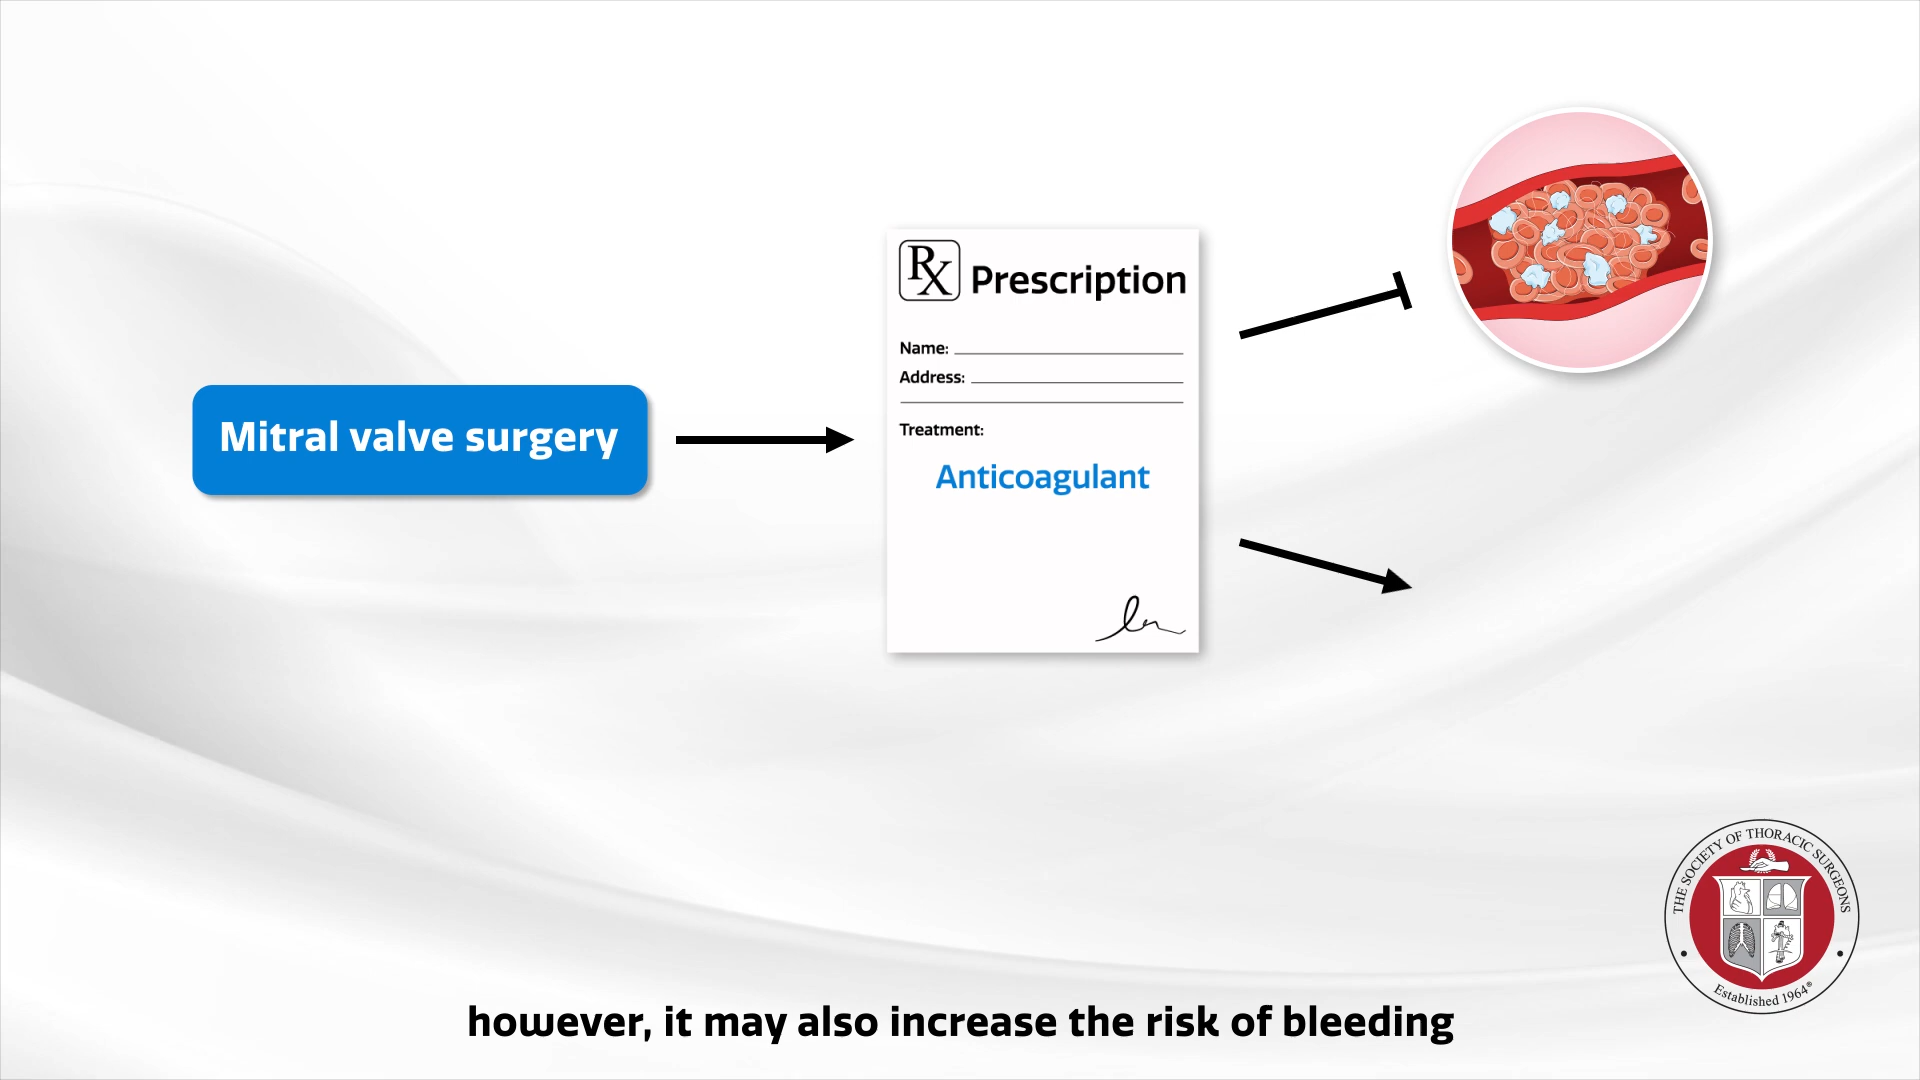 Mitral valve surgery
Rx Prescription
Name:
Address:
Treatment:
Anticoagulant
THE SOCIETY OF THORACIC SURGEONS
Established 1964®
however, it may also increase the risk of bleeding